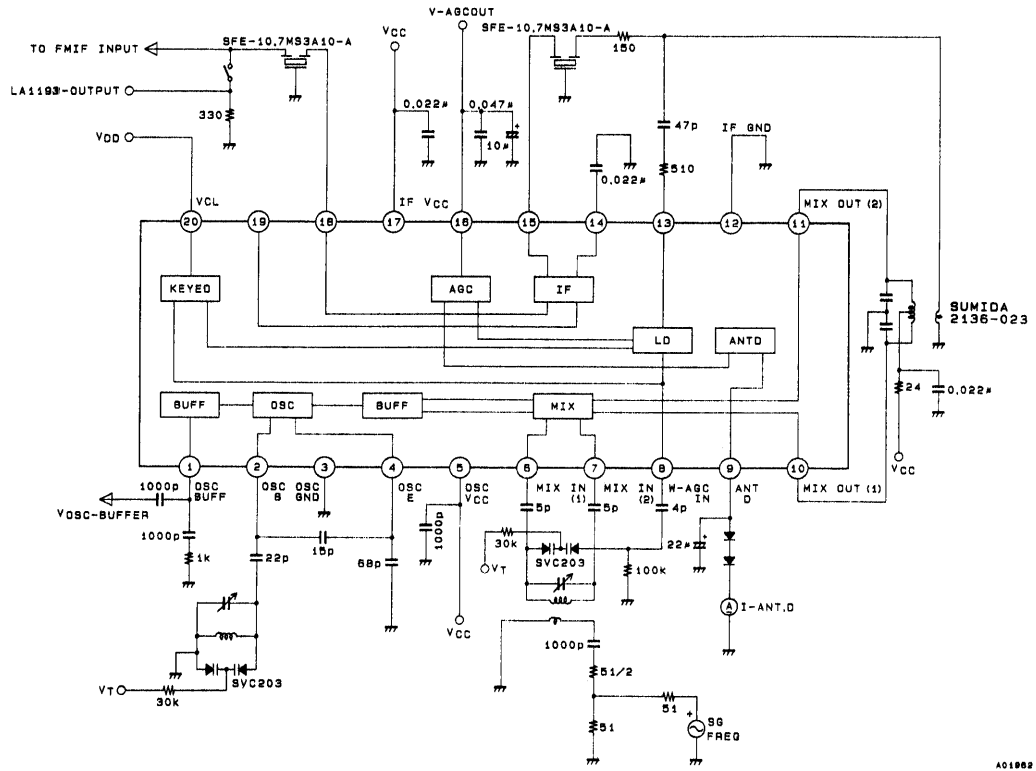 V-AGCOUT
SFE-10.7MS3A10-A
VCC
SFE-10.7MS3A10-A
TO FMIF INPUT
150
LA1193-OUTPUT
0.022μ
0.047μ
330
47p
IF GND
VDD
10μ
0.022μ
510
VCL
IF VCC
MIX OUT (2)
20
19
18
17
16
15
14
13
12
11
KEYED
AGC
IF
SUMIDA
2136-023
LD
ANTD
24
0.022μ
BUFF
OSC
BUFF
MIX
VCC
1
2
3
4
5
6
7
8
9
10
OSC BUFF
OSC B
OSC GND
OSC E
OSC VCC
MIX IN (1)
MIX IN (2)
W-AGC IN
ANT D
MIX OUT (1)
1000p
VOSC-BUFFER
1000p
5p
5p
4p
1000p
15p
30k
22μ
1k
22p
68p
SVC203
100k
VT
I-ANT.D
A
VCC
1000p
51/2
SVC203
VT
30k
51
51
SG
FREQ
A01982